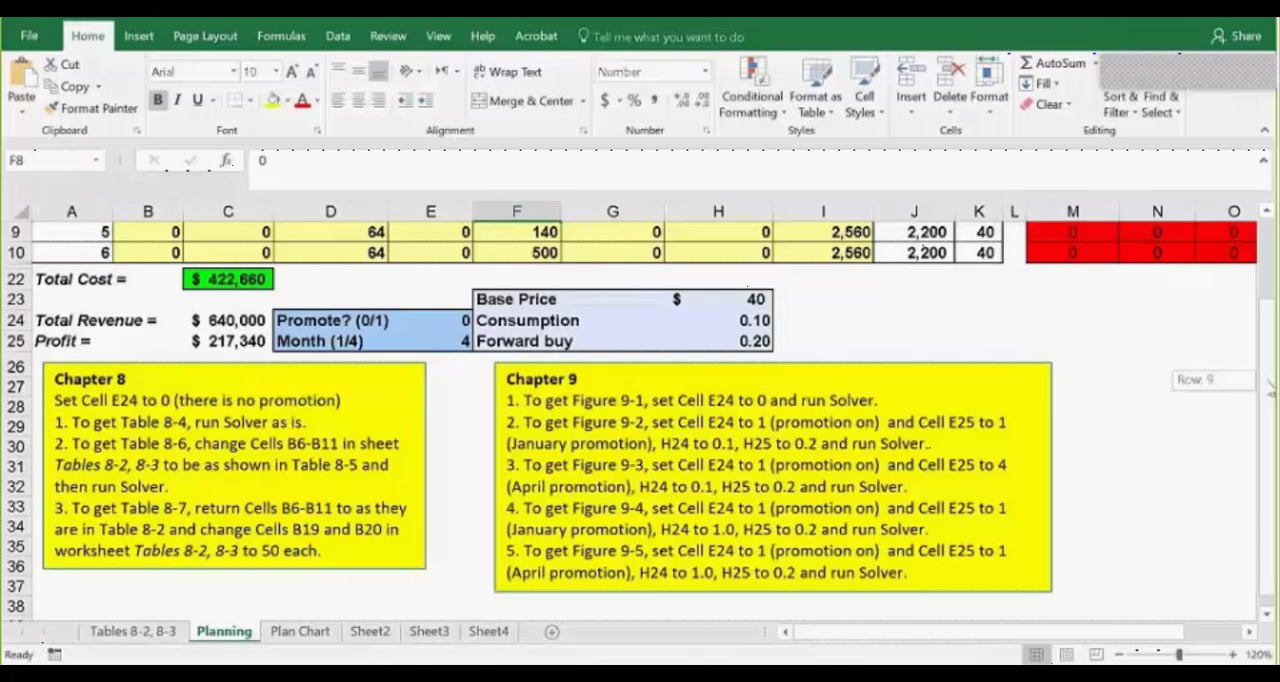 File Home Insert Page Layout Formulas Data Review View Help Acrobat Tell me what you want to do Share
Cut
Copy
Format Painter
Paste
Clipboard
Arial 10 A A
B I U A
Font
Wrap Text
Merge & Center
Alignment
Number
$ % ,
Number
Conditional Formatting
Format as Table
Cell Styles
Styles
Insert Delete Format
Cells
AutoSum
Fill
Clear
Sort & Filter
Find & Select
Editing
F8 fx 0
A B C D E F G H I J K L M N O
9 5 0 0 64 0 140 0 0 2,560 2,200 40 0 0 0
10 6 0 0 64 0 500 0 0 2,560 2,200 40 0 0 0
22 Total Cost = $ 422,660
23 Base Price $ 40
24 Total Revenue = $ 640,000 Promote? (0/1) 0 Consumption 0.10
25 Profit = $ 217,340 Month (1/4) 4 Forward buy 0.20
26
27
28
29
30
31
32
33
34
35
36
37
38
Chapter 8
Set Cell E24 to 0 (there is no promotion)
1. To get Table 8-4, run Solver as is.
2. To get Table 8-6, change Cells B6-B11 in sheet
Tables 8-2, 8-3 to be as shown in Table 8-5 and
then run Solver.
3. To get Table 8-7, return Cells B6-B11 to as they
are in Table 8-2 and change Cells B19 and B20 in
worksheet Tables 8-2, 8-3 to 50 each.
Chapter 9
1. To get Figure 9-1, set Cell E24 to 0 and run Solver.
2. To get Figure 9-2, set Cell E24 to 1 (promotion on) and Cell E25 to 1
(January promotion), H24 to 0.1, H25 to 0.2 and run Solver..
3. To get Figure 9-3, set Cell E24 to 1 (promotion on) and Cell E25 to 4
(April promotion), H24 to 0.1, H25 to 0.2 and run Solver.
4. To get Figure 9-4, set Cell E24 to 1 (promotion on) and Cell E25 to 1
(January promotion), H24 to 1.0, H25 to 0.2 and run Solver.
5. To get Figure 9-5, set Cell E24 to 1 (promotion on) and Cell E25 to 1
(April promotion), H24 to 1.0, H25 to 0.2 and run Solver.
Row: 9
Tables 8-2, 8-3 Planning Plan Chart Sheet2 Sheet3 Sheet4
Ready 120%